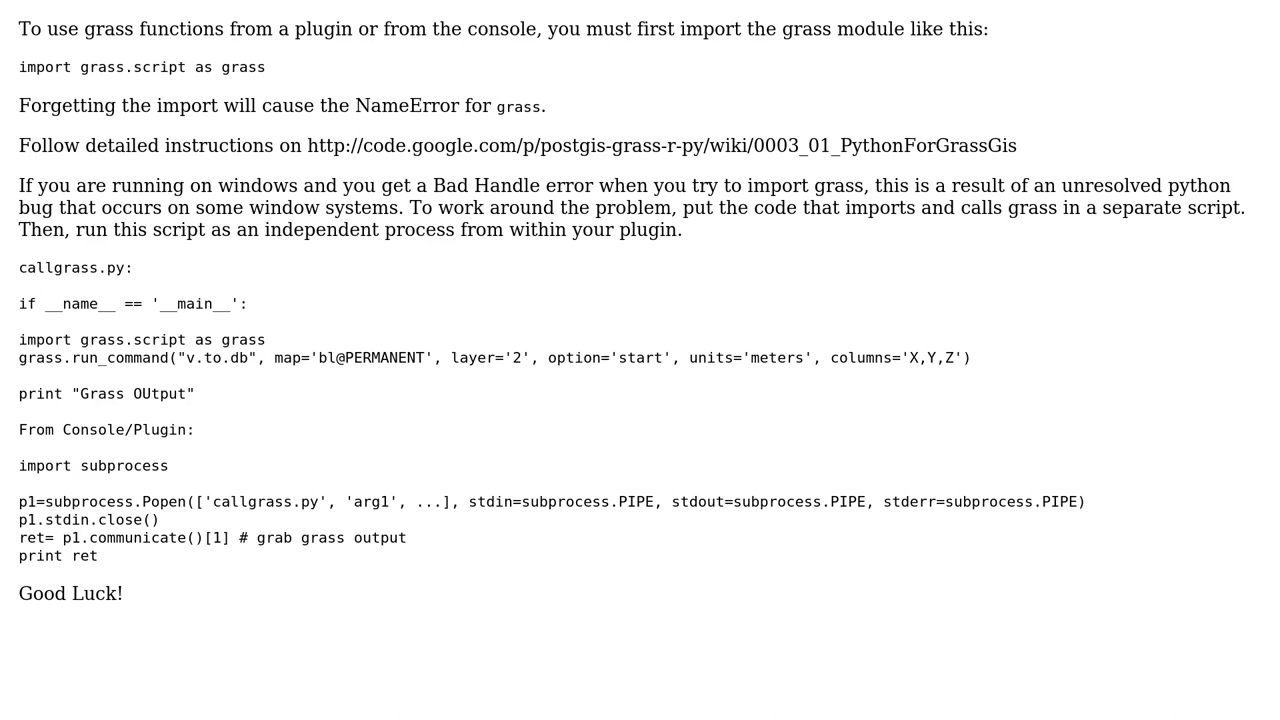 To use grass functions from a plugin or from the console, you must first import the grass module like this:
import grass.script as grass
Forgetting the import will cause the NameError for grass.
Follow detailed instructions on http://code.google.com/p/postgis-grass-r-py/wiki/0003_01_PythonForGrassGis
If you are running on windows and you get a Bad Handle error when you try to import grass, this is a result of an unresolved python
bug that occurs on some window systems. To work around the problem, put the code that imports and calls grass in a separate script.
Then, run this script as an independent process from within your plugin.
callgrass.py:
if __name__ == '__main__':
import grass.script as grass
grass.run_command("v.to.db", map='bl@PERMANENT', layer='2', option='start', units='meters', columns='X,Y,Z')
print "Grass OUtput"
From Console/Plugin:
import subprocess
p1=subprocess.Popen(['callgrass.py', 'arg1', ...], stdin=subprocess.PIPE, stdout=subprocess.PIPE, stderr=subprocess.PIPE)
p1.stdin.close()
ret= p1.communicate()[1] # grab grass output
print ret
Good Luck!